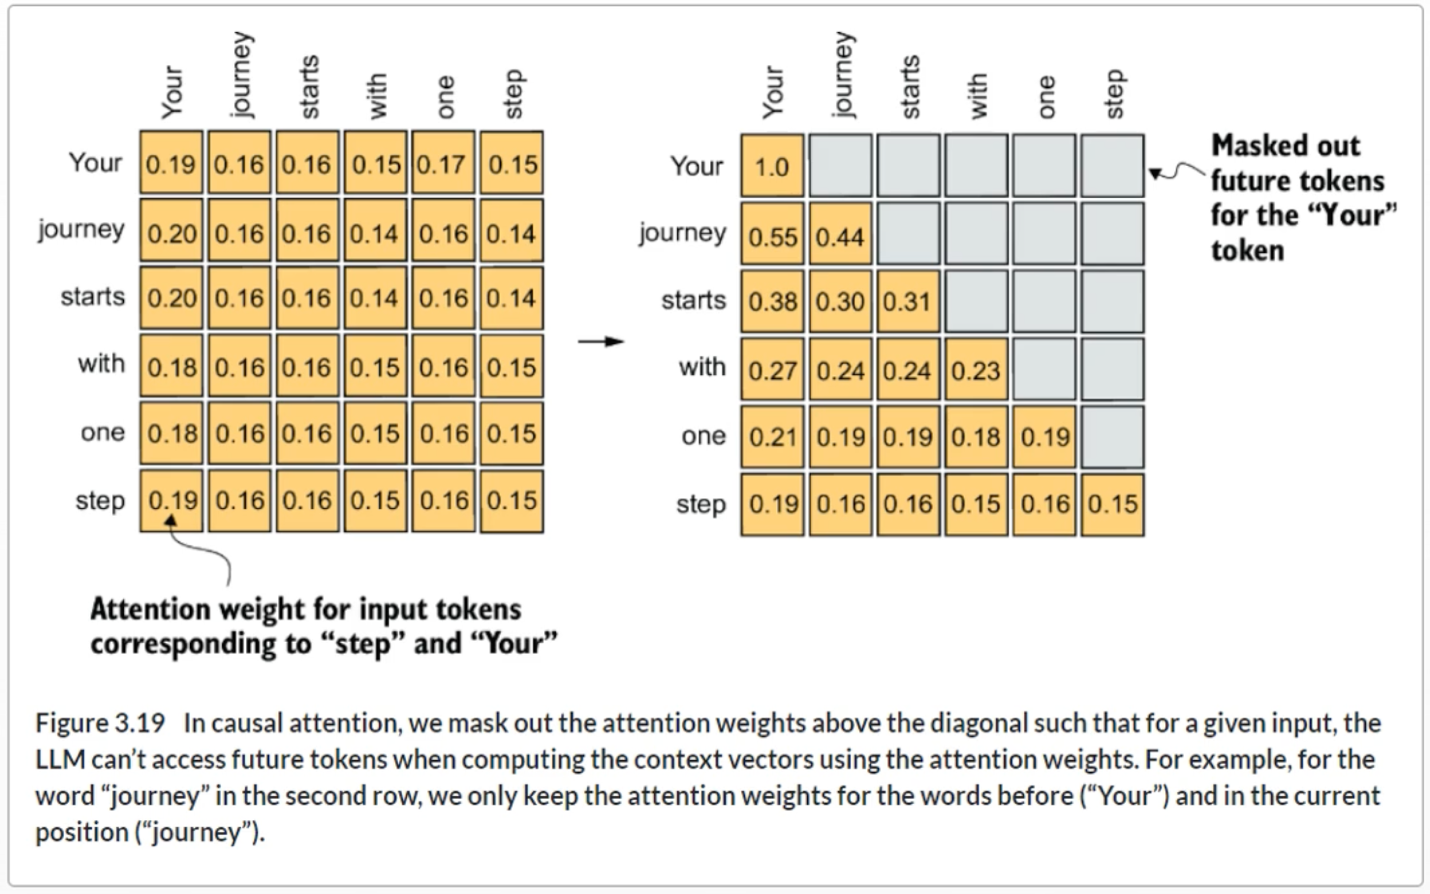 Your journey starts with one step
Your 0.19 0.16 0.16 0.15 0.17 0.15
journey 0.20 0.16 0.16 0.14 0.16 0.14
starts 0.20 0.16 0.16 0.14 0.16 0.14
with 0.18 0.16 0.16 0.15 0.16 0.15
one 0.18 0.16 0.16 0.15 0.16 0.15
step 0.19 0.16 0.16 0.15 0.16 0.15
Attention weight for input tokens
corresponding to “step” and “Your”
Your journey starts with one step
Your 1.0
journey 0.55 0.44
starts 0.38 0.30 0.31
with 0.27 0.24 0.24 0.23
one 0.21 0.19 0.19 0.18 0.19
step 0.19 0.16 0.16 0.15 0.16 0.15
Masked out
future tokens
for the “Your”
token
Figure 3.19 In causal attention, we mask out the attention weights above the diagonal such that for a given input, the
LLM can’t access future tokens when computing the context vectors using the attention weights. For example, for the
word “journey” in the second row, we only keep the attention weights for the words before (“Your”) and in the current
position (“journey”).